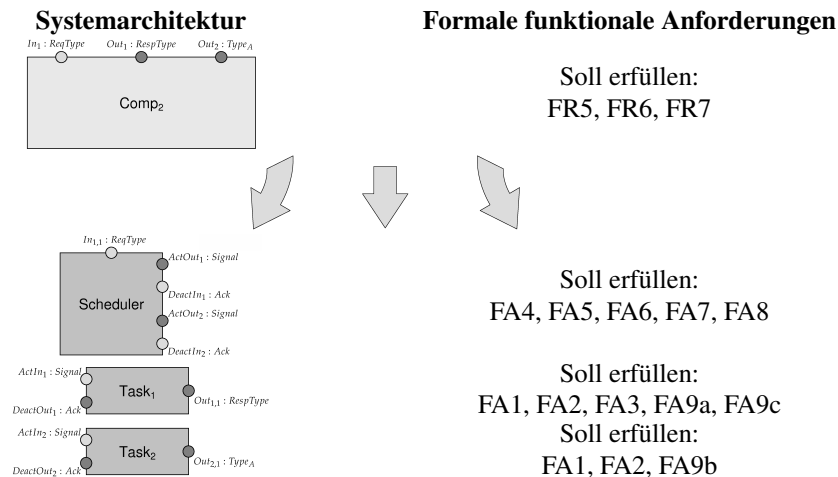 Systemarchitektur
Formale funktionale Anforderungen
In₁ : ReqType
Out₁ : RespType
Out₂ : Type_A
Comp₂
Soll erfüllen:
FR5, FR6, FR7
In₁,₁ : ReqType
ActOut₁ : Signal
DeactIn₁ : Ack
ActOut₂ : Signal
DeactIn₂ : Ack
Scheduler
Soll erfüllen:
FA4, FA5, FA6, FA7, FA8
ActIn₁ : Signal
DeactOut₁ : Ack
Task₁
Out₁,₁ : RespType
Soll erfüllen:
FA1, FA2, FA3, FA9a, FA9c
ActIn₂ : Signal
DeactOut₂ : Ack
Task₂
Out₂,₁ : Type_A
Soll erfüllen:
FA1, FA2, FA9b